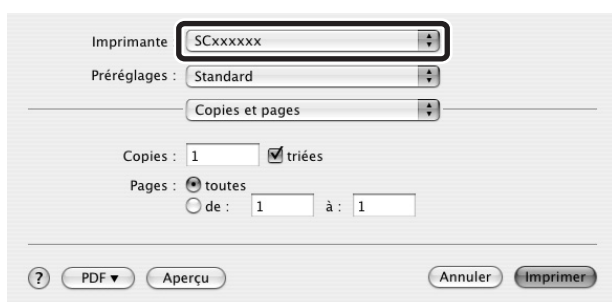 Imprimante SCxxxxxx
Préréglages : Standard
Copies et pages
Copies : 1 triées
Pages : toutes
de : 1 à : 1
? PDF▼ Aperçu Annuler Imprimer